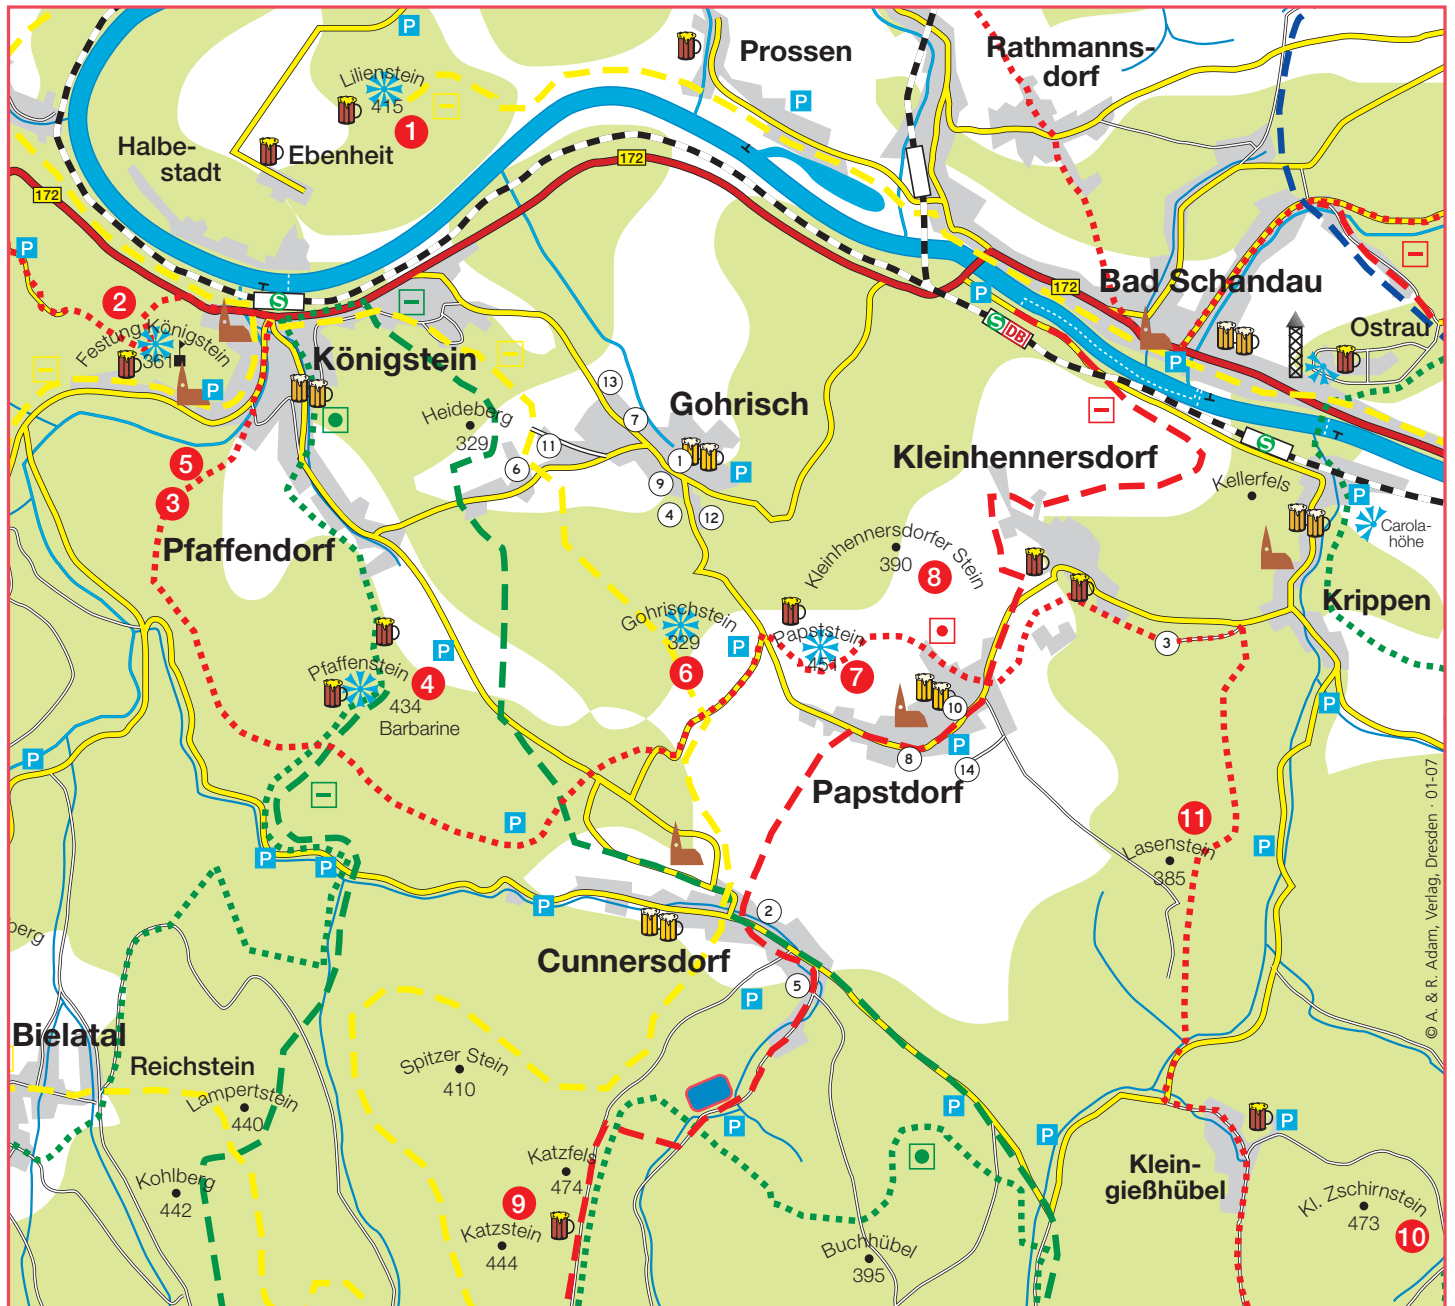 P
Prossen
Rathmanns-
dorf
Lilienstein
415
1
P
Halbe-
stadt
Ebenheit
172
172
P
P
2
Festung Königstein
361
S
Königstein
P
S
DB
172
Bad Schandau
Ostrau
P
P
13
7
Gohrisch
Heideberg
329
11
6
1
9
4
12
P
5
3
Pfaffendorf
Kleinhennersdorf
S
Kellerfels
P
Carola-
höhe
Krippen
Kleinhennersdorfer Stein
390
8
Gohrischstein
329
6
P
Papststein
451
7
3
P
Pfaffenstein
434
Barbarine
4
10
8
P
14
Papstdorf
P
P
P
P
P
11
Lasenstein
385
P
P
2
Cunnersdorf
5
P
berg
Bielatal
Reichstein
Lampertstein
440
Kohlberg
442
Spitzer Stein
410
P
P
P
Katzfels
474
9
Katzstein
444
Buchhübel
395
Klein-
gießhübel
P
Kl. Zschirnstein
473
10
© A. & R. Adam, Verlag, Dresden · 01-07